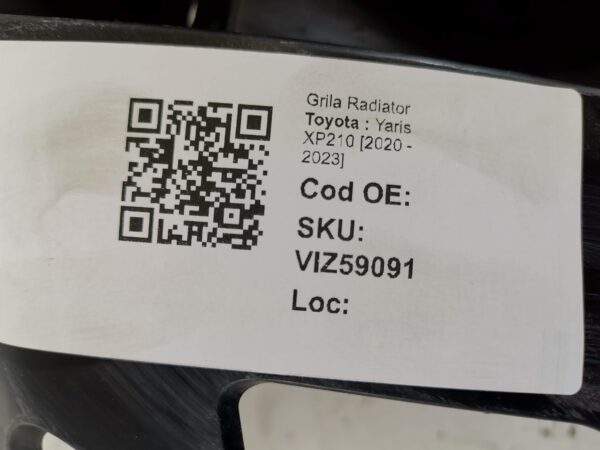 Grila Radiator
Toyota : Yaris
XP210 [2020 -
2023]
Cod OE:
SKU:
VIZ59091
Loc: